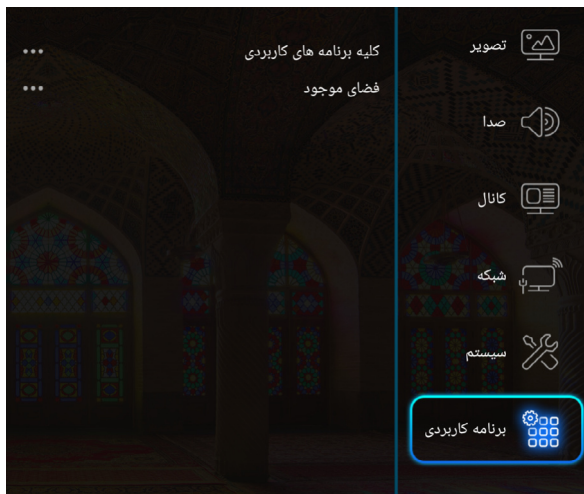 تصویر
صدا
کانال
شبکه
سیستم
برنامه کاربردی
کلیه برنامه های کاربردی
فضای موجود